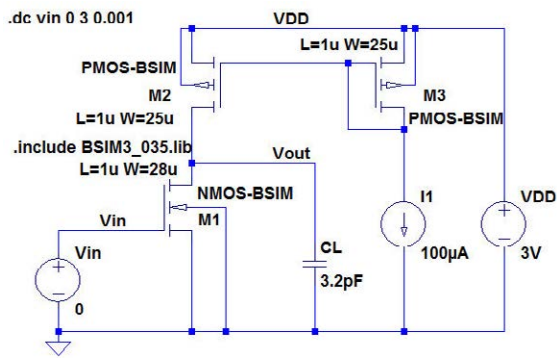 .dc vin 0 3 0.001
VDD
L=1u W=25u
PMOS-BSIM
M2
M3
PMOS-BSIM
L=1u W=25u
.include BSIM3_035.lib
L=1u W=28u
Vout
NMOS-BSIM
I1
VDD
Vin
M1
Vin
CL
100µA
3V
3.2pF
0